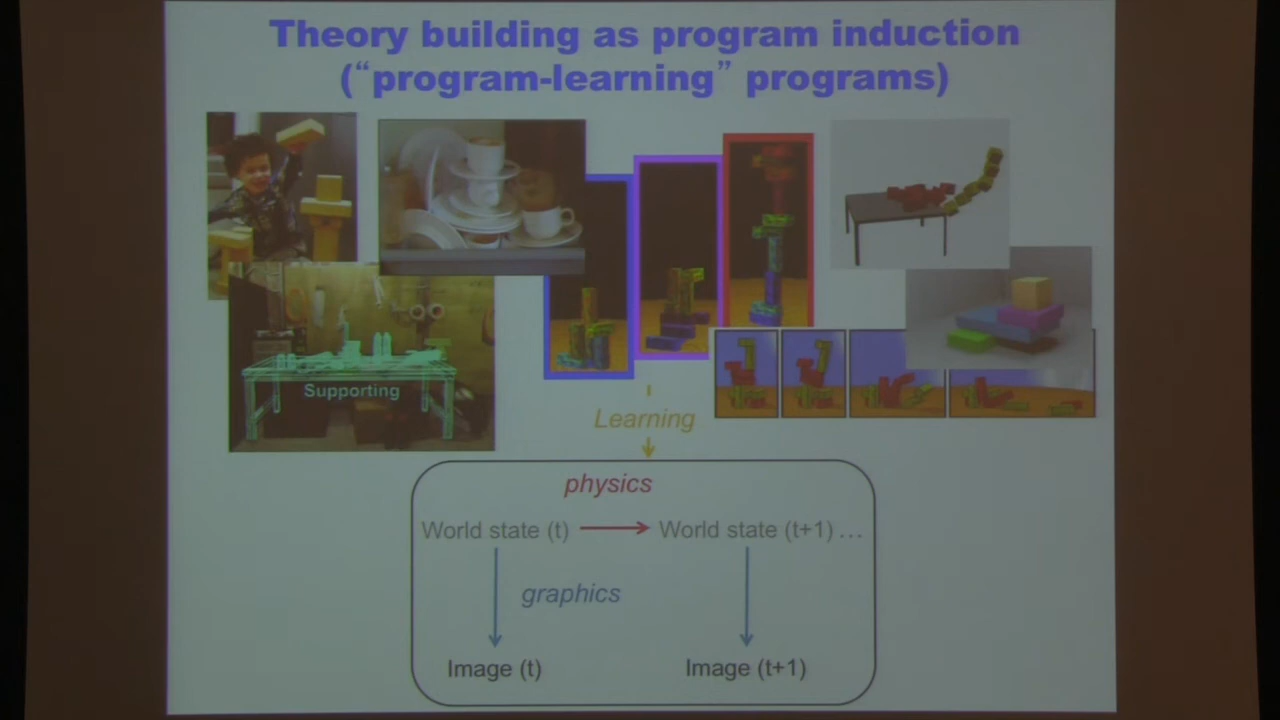 Theory building as program induction
(“program-learning” programs)
Supporting
Learning
physics
World state (t)
World state (t+1) ...
graphics
Image (t)
Image (t+1)